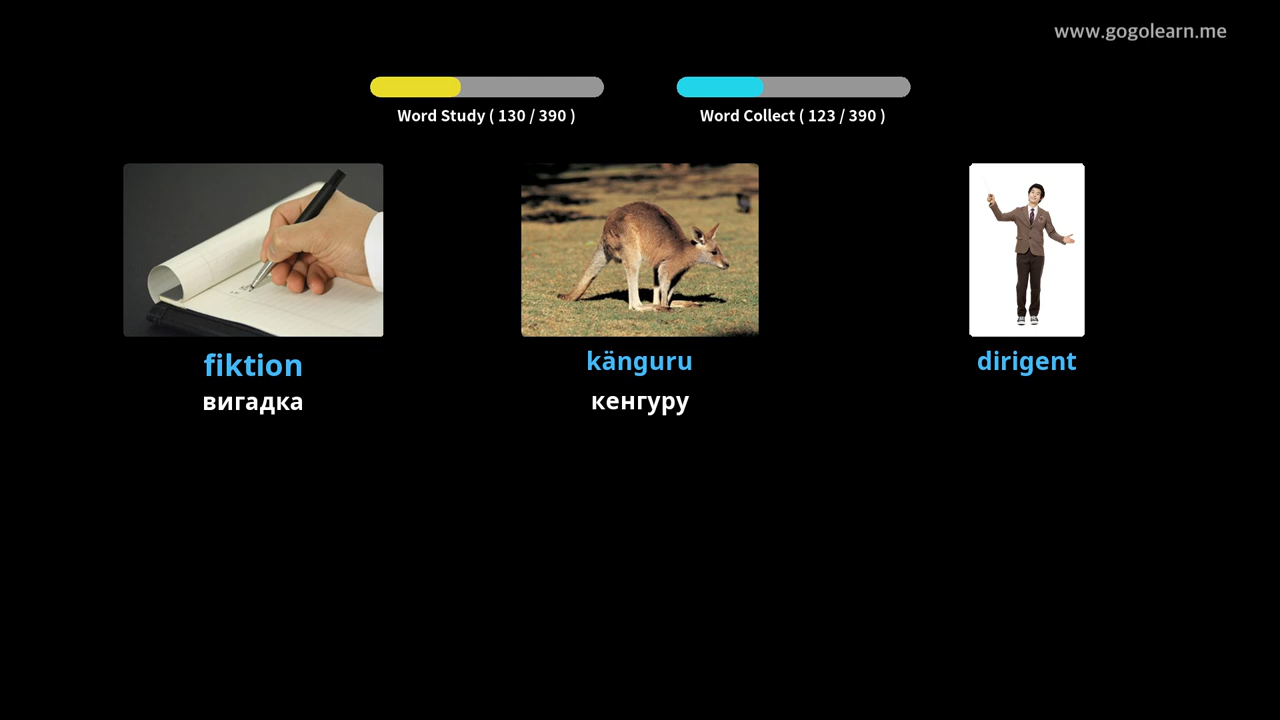 www.gogolearn.me
Word Study ( 130 / 390 )
Word Collect ( 123 / 390 )
fiktion
вигадка
känguru
кенгуру
dirigent